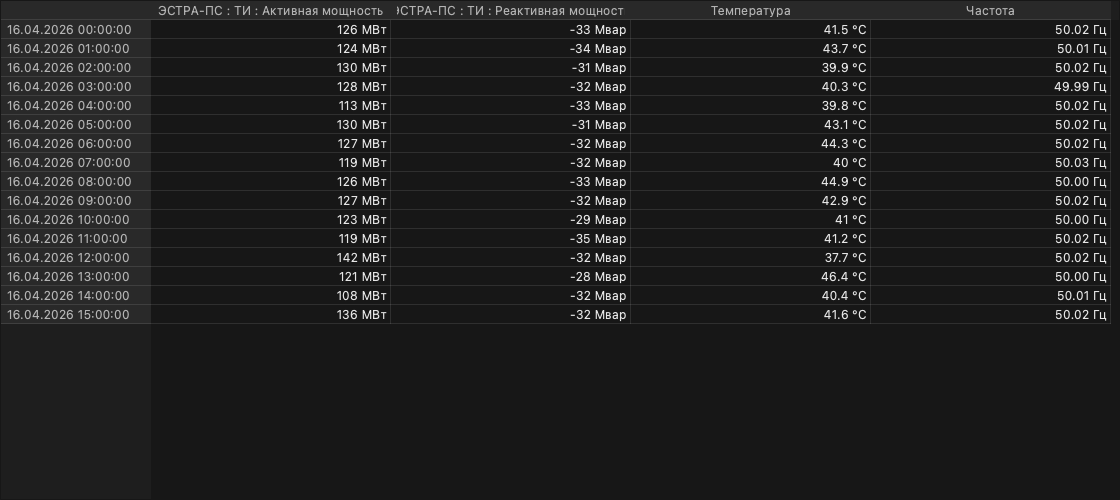 ЭСТРА-ПС : ТИ : Активная мощность ЭСТРА-ПС : ТИ : Реактивная мощност Температура Частота
16.04.2026 00:00:00 126 МВт -33 Мвар 41.5 °C 50.02 Гц
16.04.2026 01:00:00 124 МВт -34 Мвар 43.7 °C 50.01 Гц
16.04.2026 02:00:00 130 МВт -31 Мвар 39.9 °C 50.02 Гц
16.04.2026 03:00:00 128 МВт -32 Мвар 40.3 °C 49.99 Гц
16.04.2026 04:00:00 113 МВт -33 Мвар 39.8 °C 50.02 Гц
16.04.2026 05:00:00 130 МВт -31 Мвар 43.1 °C 50.02 Гц
16.04.2026 06:00:00 127 МВт -32 Мвар 44.3 °C 50.02 Гц
16.04.2026 07:00:00 119 МВт -32 Мвар 40 °C 50.03 Гц
16.04.2026 08:00:00 126 МВт -33 Мвар 44.9 °C 50.00 Гц
16.04.2026 09:00:00 127 МВт -32 Мвар 42.9 °C 50.02 Гц
16.04.2026 10:00:00 123 МВт -29 Мвар 41 °C 50.00 Гц
16.04.2026 11:00:00 119 МВт -35 Мвар 41.2 °C 50.02 Гц
16.04.2026 12:00:00 142 МВт -32 Мвар 37.7 °C 50.02 Гц
16.04.2026 13:00:00 121 МВт -28 Мвар 46.4 °C 50.00 Гц
16.04.2026 14:00:00 108 МВт -32 Мвар 40.4 °C 50.01 Гц
16.04.2026 15:00:00 136 МВт -32 Мвар 41.6 °C 50.02 Гц